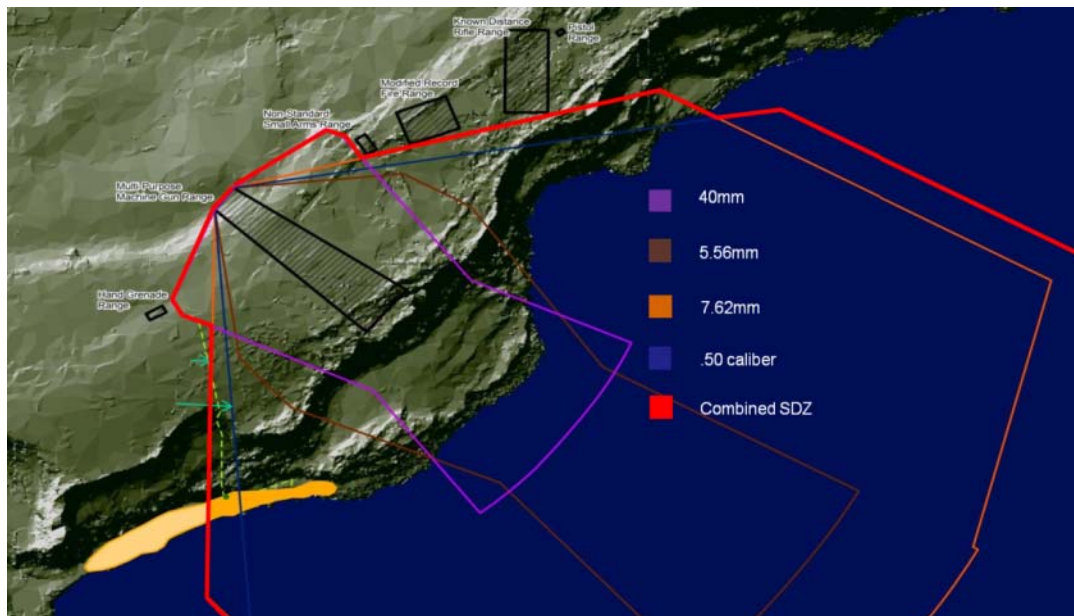 Known Distance
Rifle Range
Pistol
Range
Modified Record
Fire Range
Non Standard
Small Arms Range
Multi-Purpose
Machine Gun Range
Hand Grenade
Range
40mm
5.56mm
7.62mm
.50 caliber
Combined SDZ